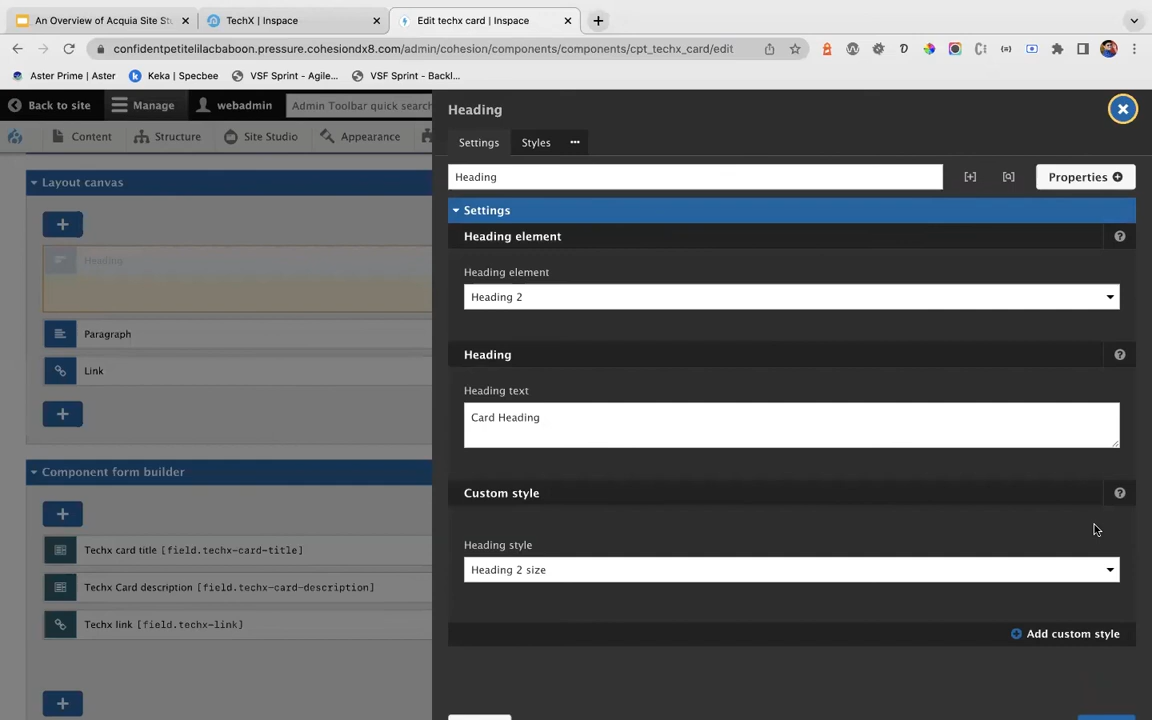 An Overview of Acquia Site Stu
TechX | Inspace
Edit techx card | Inspace
confidentpetitelilacbaboon.pressure.cohesiondx8.com/admin/cohesion/components/components/cpt_techx_card/edit
Aster Prime | Aster
Keka | Specbee
VSF Sprint - Agile...
VSF Sprint - Backl...
Back to site
Manage
webadmin
Admin Toolbar quick search
Content
Structure
Site Studio
Appearance
Layout canvas
Heading
Paragraph
Link
Component form builder
Techx card title [field.techx-card-title]
Techx Card description [field.techx-card-description]
Techx link [field.techx-link]
Heading
Settings
Styles
Heading
Properties
Settings
Heading element
Heading element
Heading 2
Heading
Heading text
Card Heading
Custom style
Heading style
Heading 2 size
Add custom style